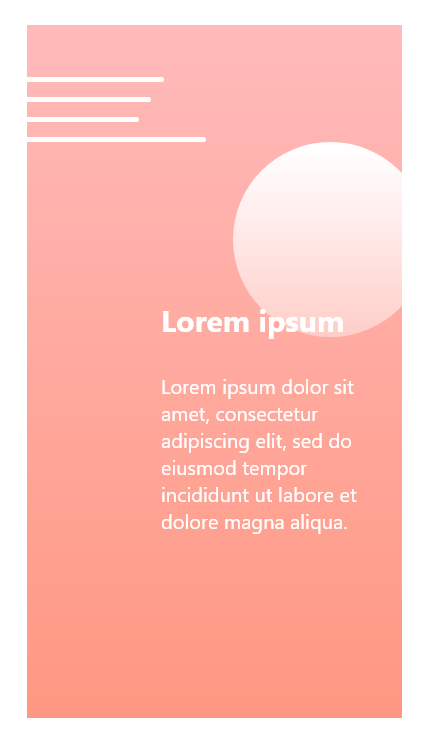 Lorem ipsum
Lorem ipsum dolor sit
amet, consectetur
adipiscing elit, sed do
eiusmod tempor
incididunt ut labore et
dolore magna aliqua.